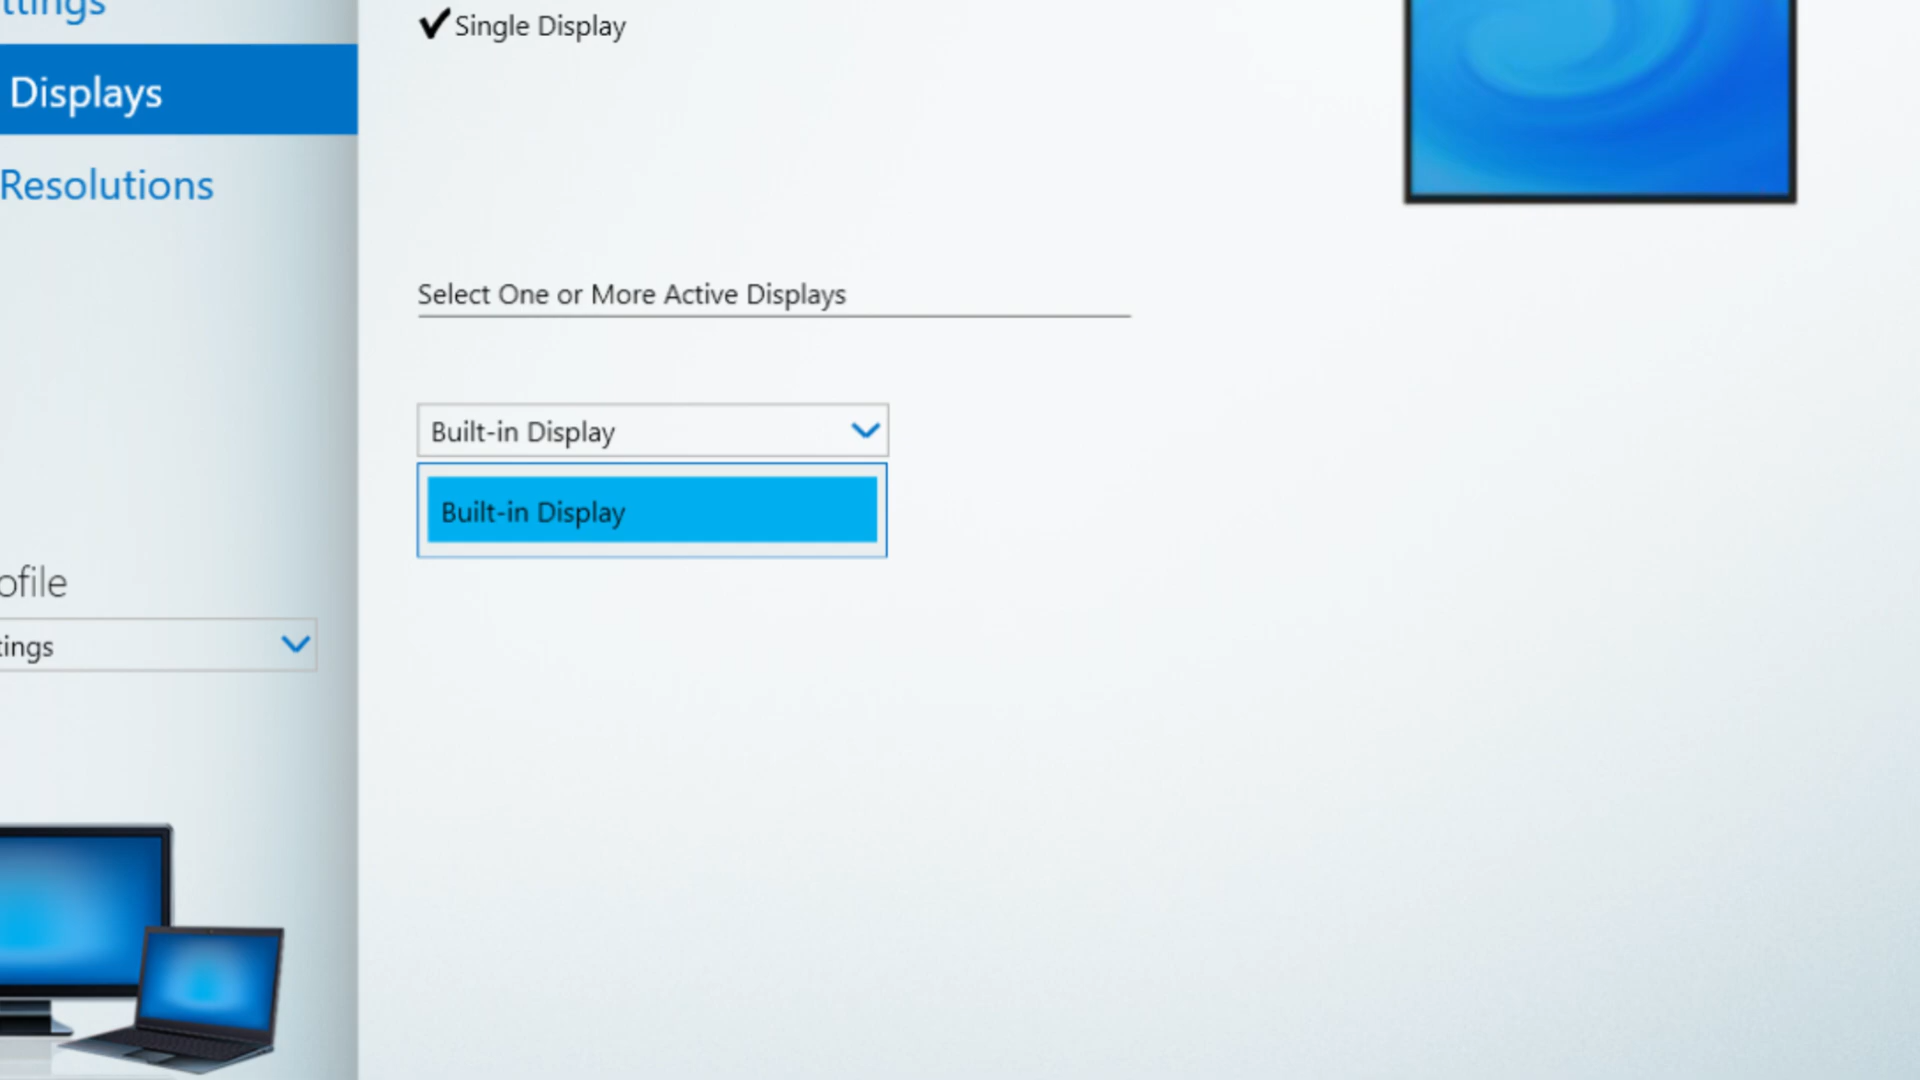 ttings
Displays
Resolutions
ofile
tings
✔Single Display
Select One or More Active Displays
Built-in Display
Built-in Display